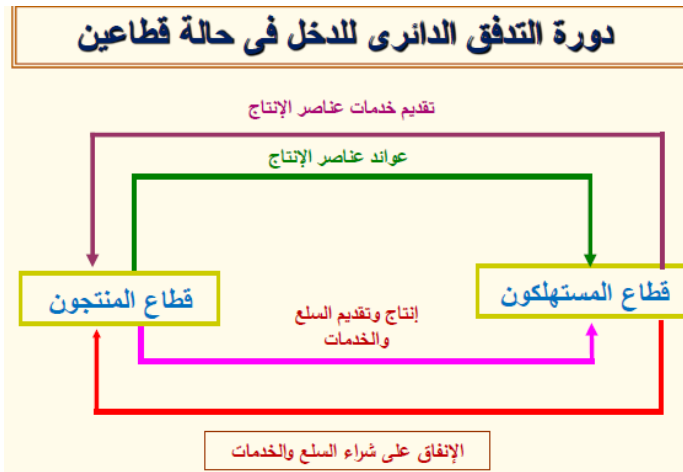 دورة التدفق الدائرى للدخل فى حالة قطاعين
تقديم خدمات عناصر الإنتاج
عوائد عناصر الإنتاج
قطاع المستهلكون
قطاع المنتجون
إنتاج وتقديم السلع
والخدمات
الإنفاق على شراء السلع والخدمات